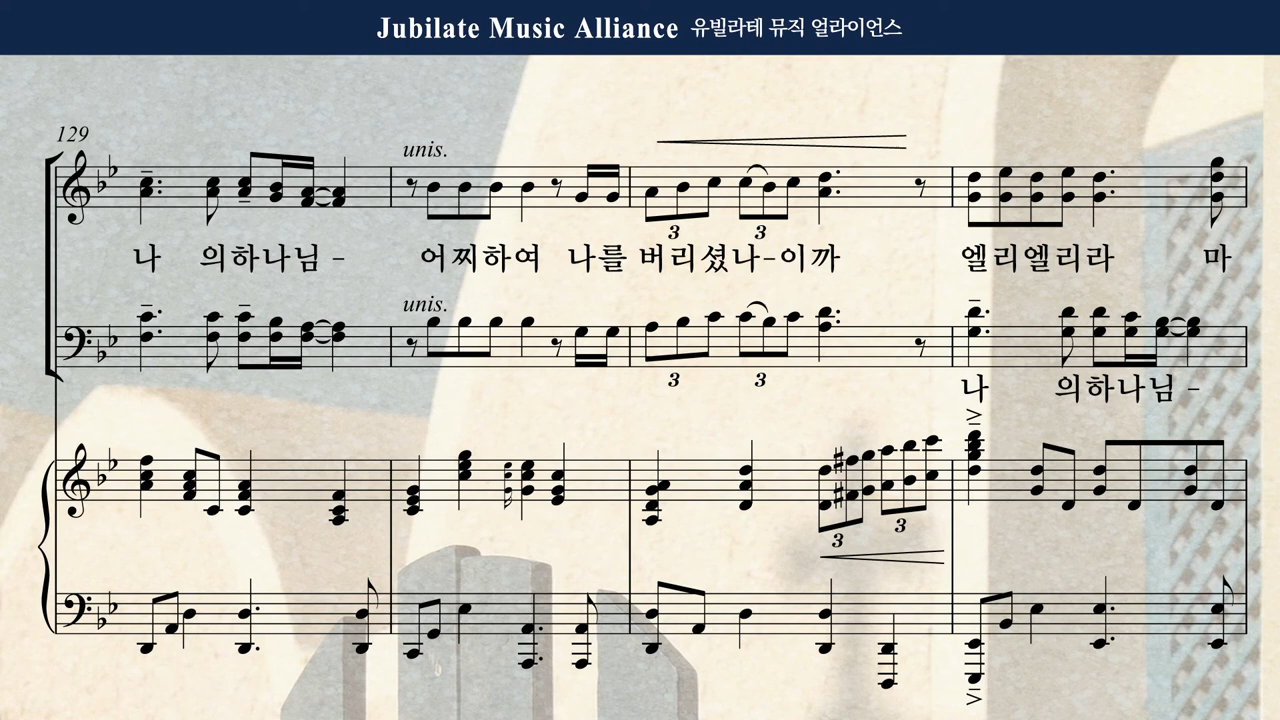 Jubilate Music Alliance 유빌라테 뮤직 얼라이언스
129
unis.
3 3
나 의하나님 - 어찌하여 나를 버리셨나-이까 엘리엘리라 마
unis.
3 3
나 의하나님 -
3 3